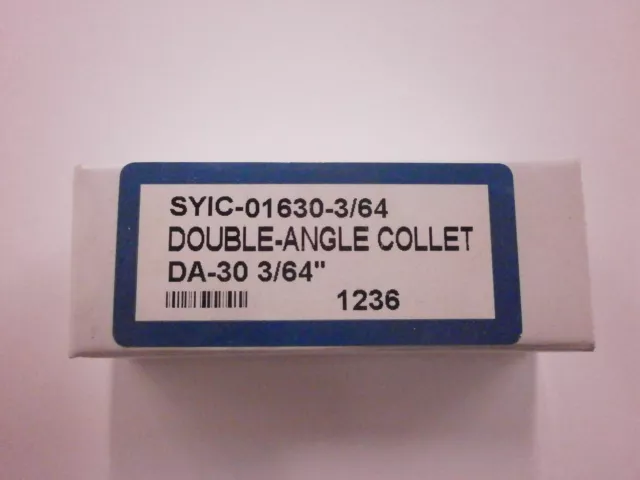 SYIC-01630-3/64
DOUBLE-ANGLE COLLET
DA-30 3/64"
1236